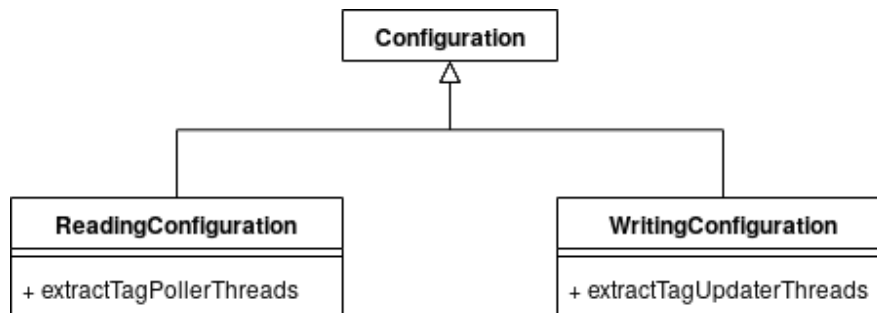 Configuration
ReadingConfiguration
WritingConfiguration
+ extractTagPollerThreads
+ extractTagUpdaterThreads